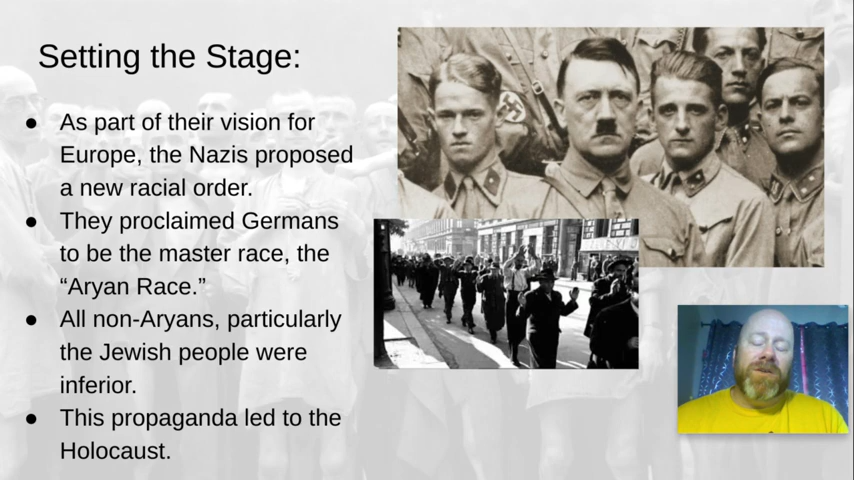 Setting the Stage:
● As part of their vision for
Europe, the Nazis proposed
a new racial order.
● They proclaimed Germans
to be the master race, the
“Aryan Race.”
● All non-Aryans, particularly
the Jewish people were
inferior.
● This propaganda led to the
Holocaust.